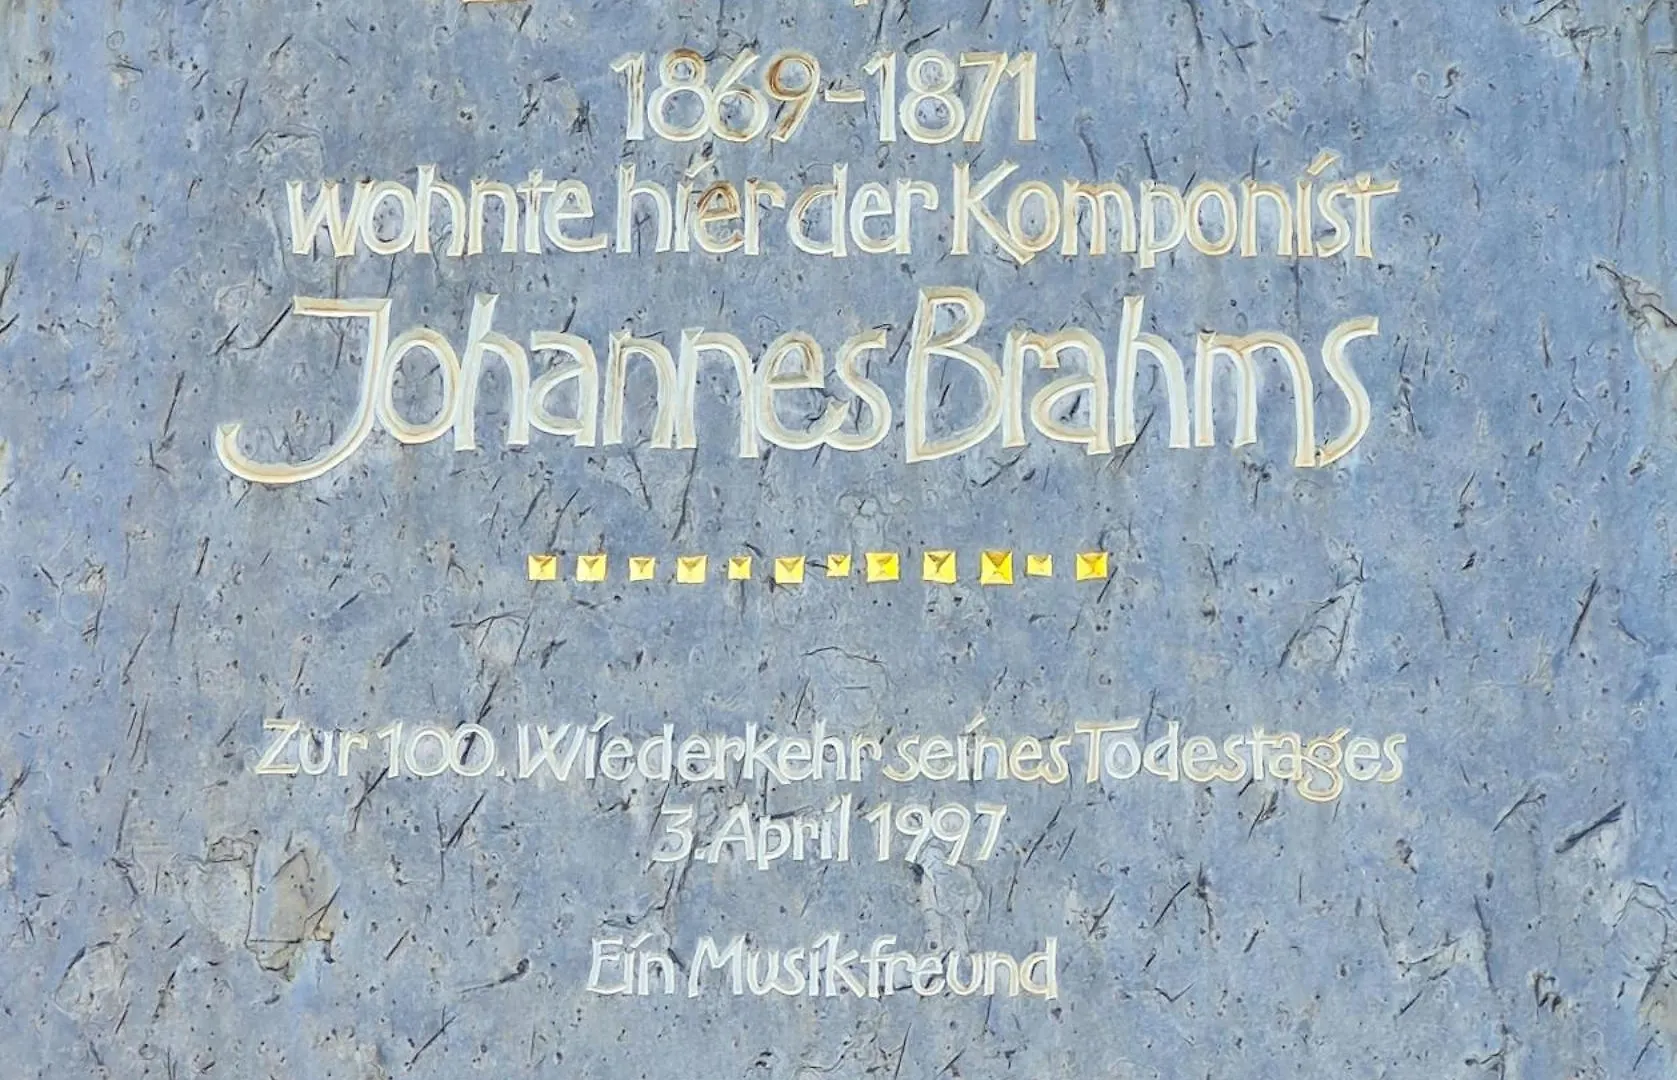 1869-1871
wohnte hier der Komponist
Johannes Brahms
Zur 100. Wiederkehr seines Todestages
3. April 1997
Ein Musikfreund